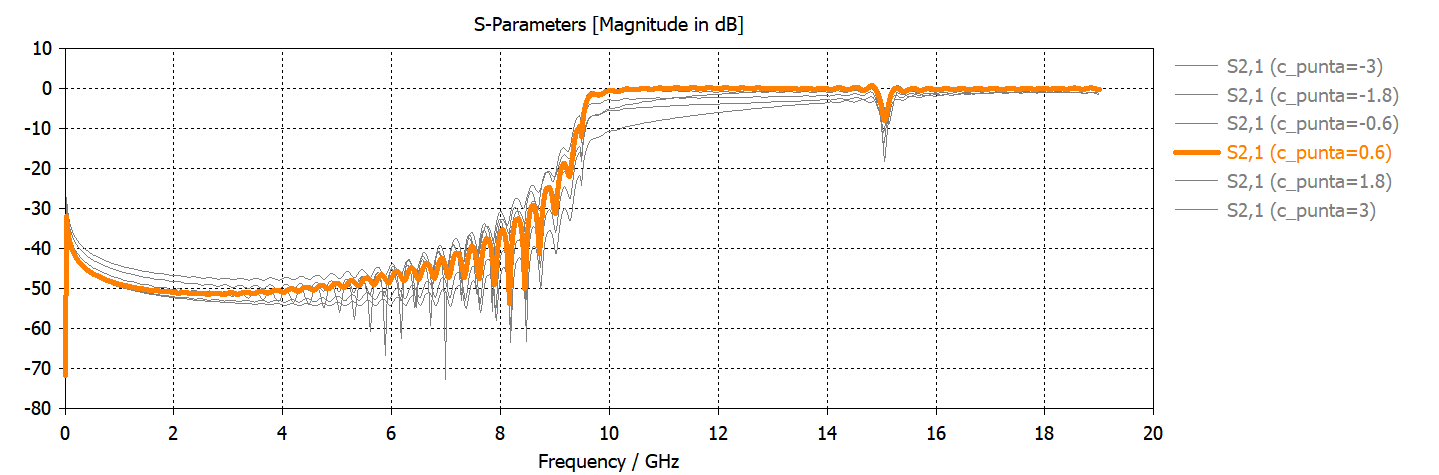 S-Parameters [Magnitude in dB]
10
0
-10
-20
-30
-40
-50
-60
-70
-80
0 2 4 6 8 10 12 14 16 18 20
Frequency / GHz
S2,1 (c_punta=-3)
S2,1 (c_punta=-1.8)
S2,1 (c_punta=-0.6)
S2,1 (c_punta=0.6)
S2,1 (c_punta=1.8)
S2,1 (c_punta=3)